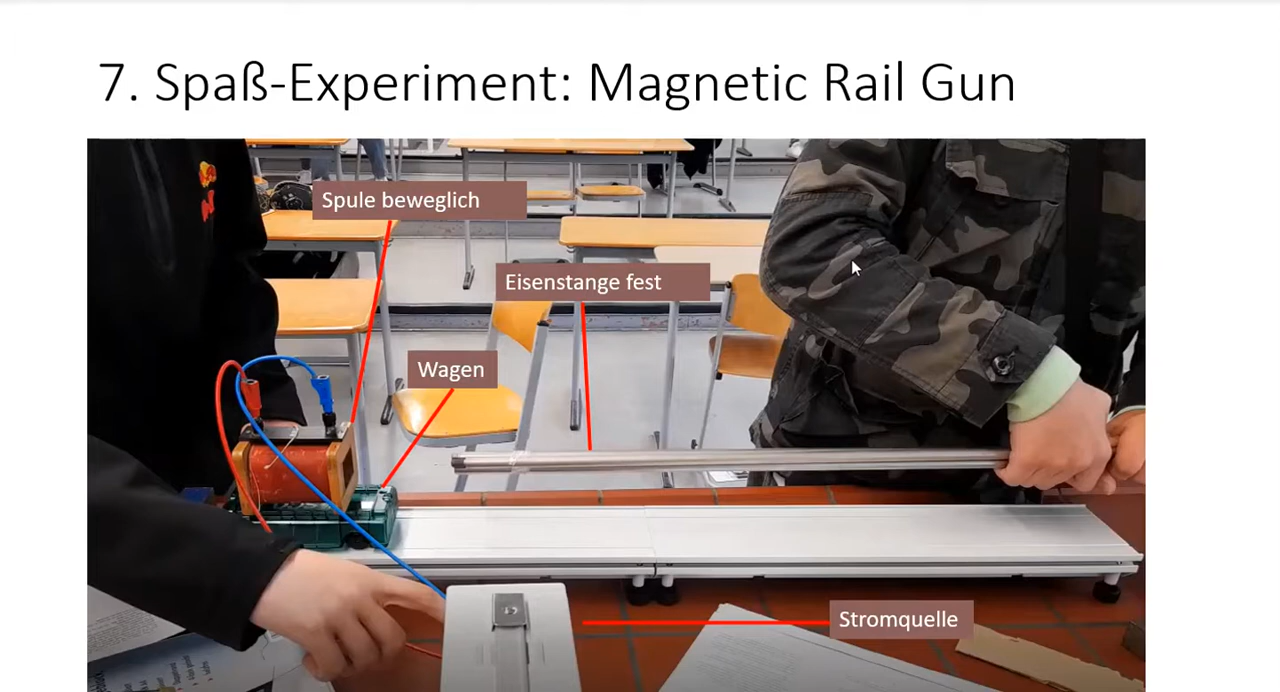 7. Spaß-Experiment: Magnetic Rail Gun
Spule beweglich
Eisenstange fest
Wagen
Stromquelle